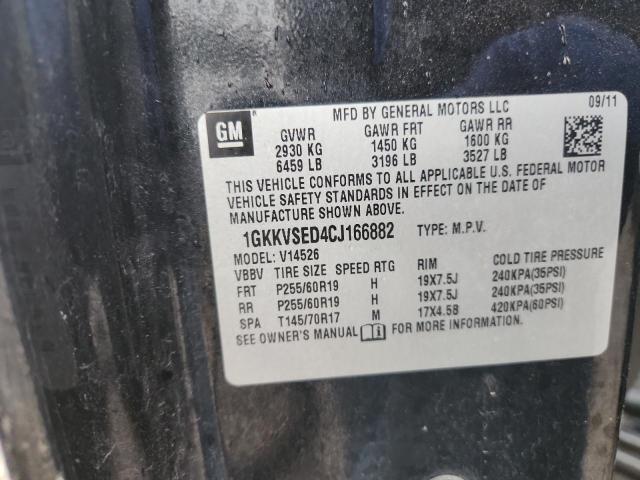 MFD BY GENERAL MOTORS LLC 09/11
GM GVWR GAWR FRT GAWR RR
2930 KG 1450 KG 1600 KG
6459 LB 3196 LB 3527 LB
THIS VEHICLE CONFORMS TO ALL APPLICABLE U.S. FEDERAL MOTOR
VEHICLE SAFETY STANDARDS IN EFFECT ON THE DATE OF
MANUFACTURE SHOWN ABOVE.
1GKKVSED4CJ166882 TYPE: M.P.V.
MODEL: V14526
VBBV TIRE SIZE SPEED RTG RIM COLD TIRE PRESSURE
FRT P255/60R19 H 19X7.5J 240KPA(35PSI)
RR P255/60R19 H 19X7.5J 240KPA(35PSI)
SPA T145/70R17 M 17X4.5B 420KPA(60PSI)
SEE OWNER'S MANUAL FOR MORE INFORMATION.